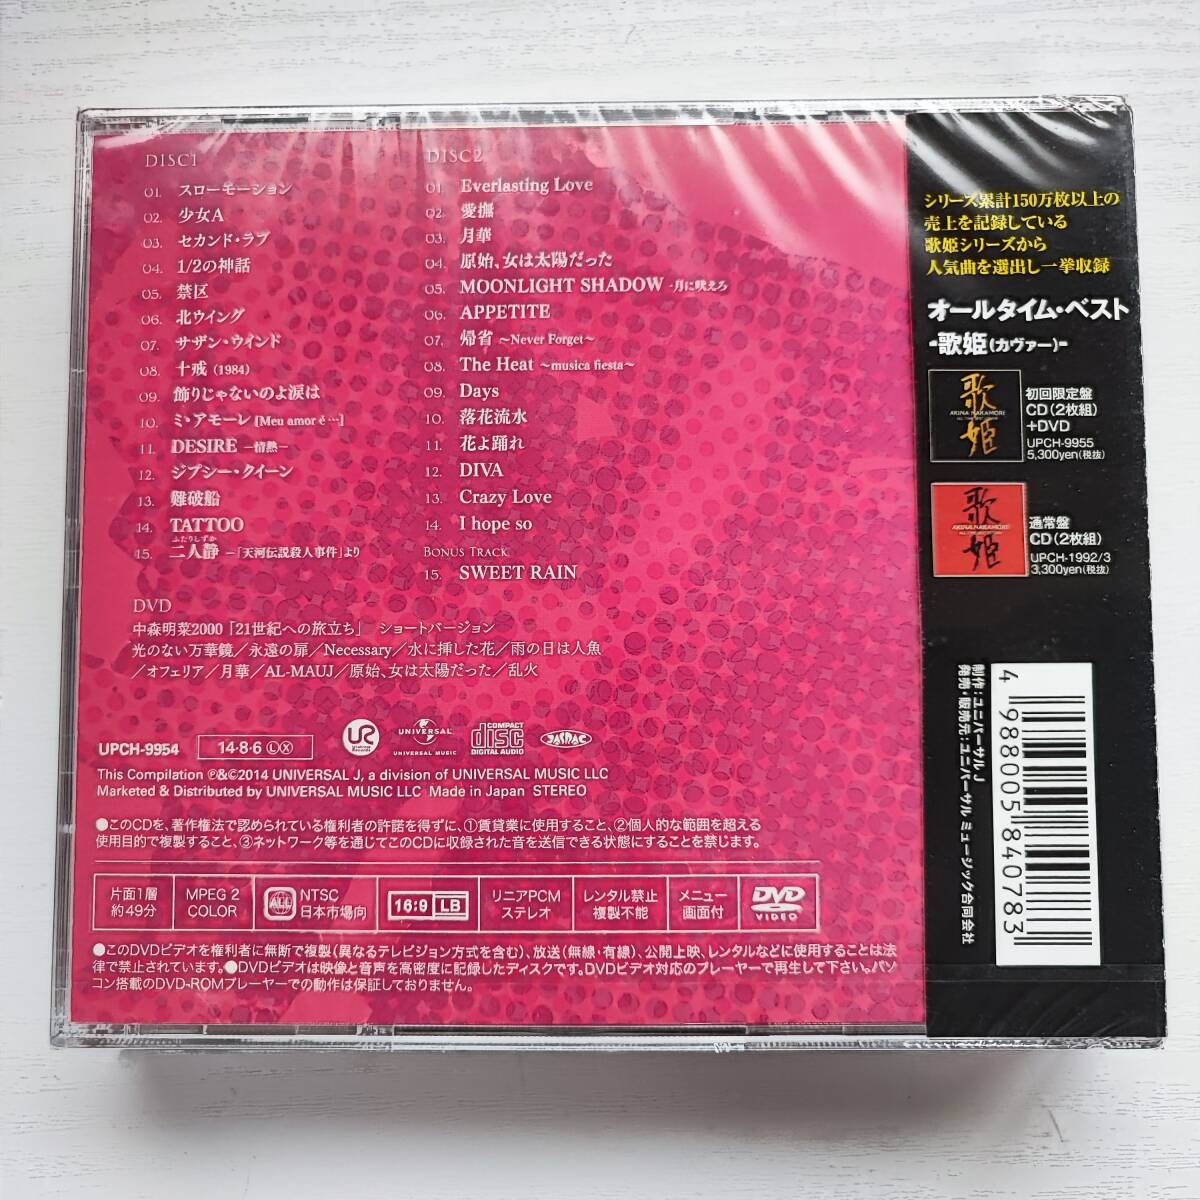 DISC1
01. スローモーション
02. 少女A
03. セカンド・ラブ
04. 1/2の神話
05. 禁区
06. 北ウイング
07. サザン・ウインド
08. 十戒 (1984)
09. 飾りじゃないのよ涙は
10. ミ・アモーレ [Meu amor é…]
11. DESIRE －情熱－
12. ジプシー・クイーン
13. 難破船
14. TATTOO
ふたりしずか
15. 二人静 －「天河伝説殺人事件」より
DISC2
01. Everlasting Love
02. 愛撫
03. 月華
04. 原始、女は太陽だった
05. MOONLIGHT SHADOW -月に吠えろ
06. APPETITE
07. 帰省 ～Never Forget～
08. The Heat ～musica fiesta～
09. Days
10. 落花流水
11. 花よ踊れ
12. DIVA
13. Crazy Love
14. I hope so
BONUS TRACK
15. SWEET RAIN
DVD
中森明菜2000「21世紀への旅立ち」 ショートバージョン
光のない万華鏡／永遠の扉／Necessary／水に挿した花／雨の日は人魚
／オフェリア／月華／AL-MAUJ／原始、女は太陽だった／乱火
UPCH-9954
14・8・6 Ⓛ Ⓧ
UR
UNIVERSAL
UNIVERSAL MUSIC
COMPACT
disc
DIGITAL AUDIO
JASRAC
This Compilation ℗&©2014 UNIVERSAL J, a division of UNIVERSAL MUSIC LLC
Marketed & Distributed by UNIVERSAL MUSIC LLC Made in Japan STEREO
●このCDを、著作権法で認められている権利者の許諾を得ずに、①賃貸業に使用すること、②個人的な範囲を超える
使用目的で複製すること、③ネットワーク等を通じてこのCDに収録された音を送信できる状態にすることを禁じます。
片面1層
約49分
MPEG 2
COLOR
ALL
NTSC
日本市場向
16:9 LB
リニアPCM
ステレオ
レンタル禁止
複製不能
メニュー
画面付
DVD
VIDEO
●このDVDビデオを権利者に無断で複製(異なるテレビジョン方式を含む)、放送(無線・有線)、公開上映、レンタルなどに使用することは法
律で禁止されています。●DVDビデオは映像と音声を高密度に記録したディスクです。DVDビデオ対応のプレーヤーで再生して下さい。パソ
コン搭載のDVD-ROMプレーヤーでの動作は保証しておりません。
シリーズ累計150万枚以上の
売上を記録している
歌姫シリーズから
人気曲を選出し一挙収録
オールタイム・ベスト
-歌姫(カヴァー)-
歌
AKINA NAKAMORI
姫
初回限定盤
CD(2枚組)
+DVD
UPCH-9955
5,300yen(税抜)
歌
AKINA NAKAMORI
姫
通常盤
CD(2枚組)
UPCH-1992/3
3,300yen(税抜)
制作：ユニバーサル J
発売・販売元：ユニバーサル ミュージック合同会社
4 988005 840783